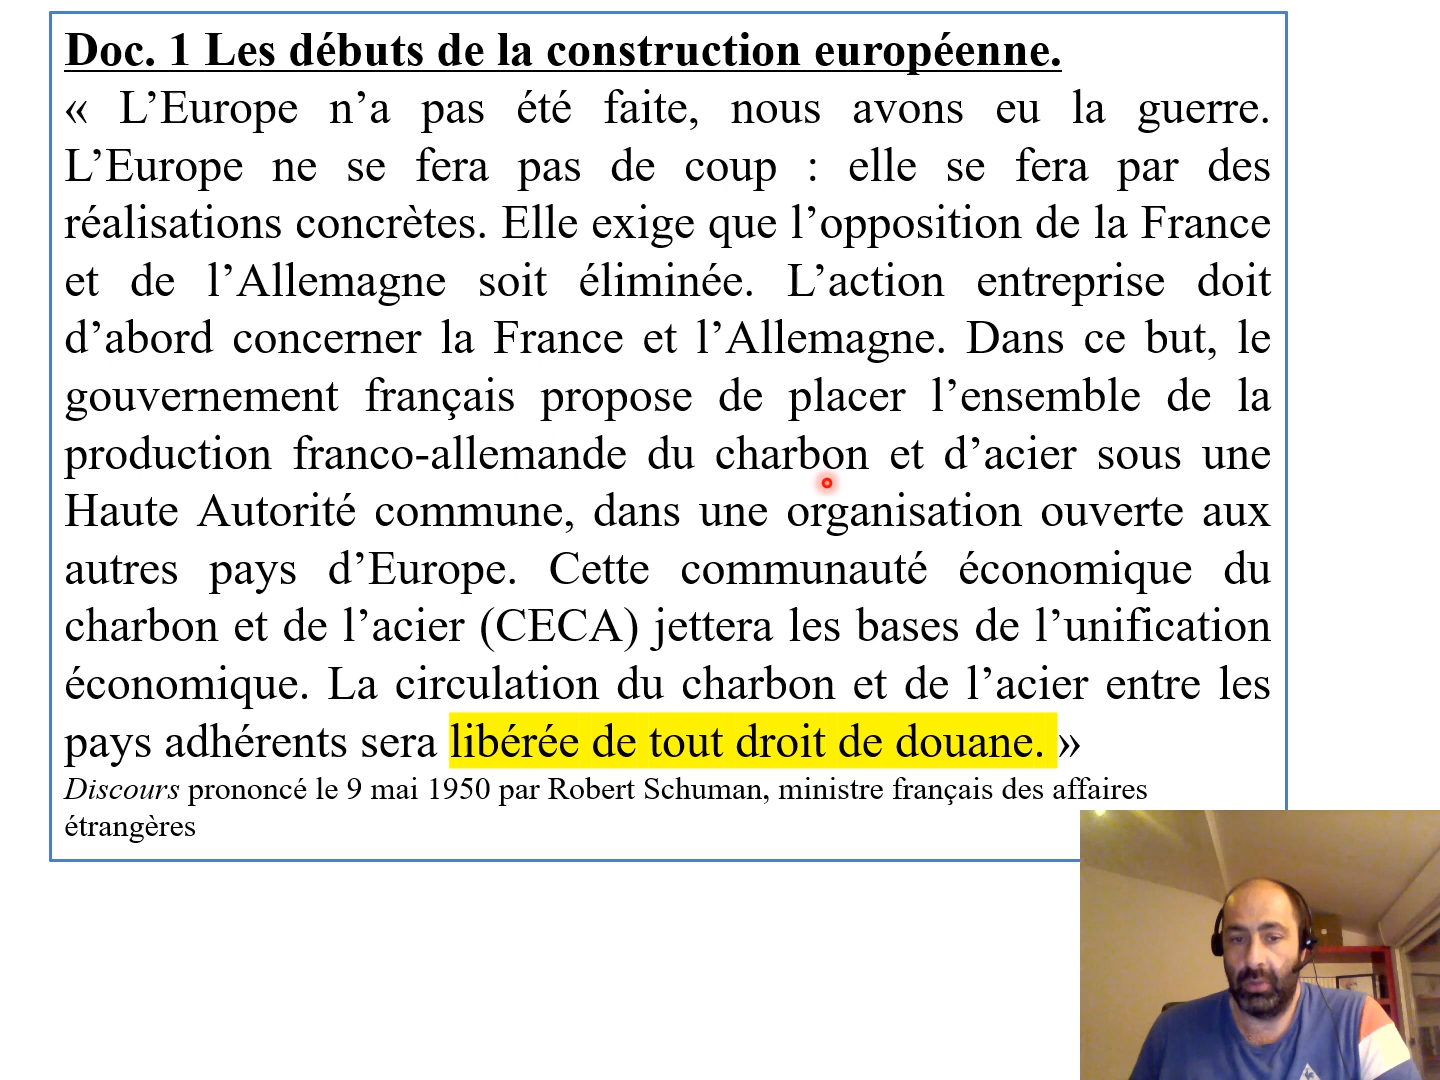 Doc. 1 Les débuts de la construction européenne.
« L’Europe n’a pas été faite, nous avons eu la guerre.
L’Europe ne se fera pas de coup : elle se fera par des
réalisations concrètes. Elle exige que l’opposition de la France
et de l’Allemagne soit éliminée. L’action entreprise doit
d’abord concerner la France et l’Allemagne. Dans ce but, le
gouvernement français propose de placer l’ensemble de la
production franco-allemande du charbon et d’acier sous une
Haute Autorité commune, dans une organisation ouverte aux
autres pays d’Europe. Cette communauté économique du
charbon et de l’acier (CECA) jettera les bases de l’unification
économique. La circulation du charbon et de l’acier entre les
pays adhérents sera libérée de tout droit de douane. »
Discours prononcé le 9 mai 1950 par Robert Schuman, ministre français des affaires
étrangères